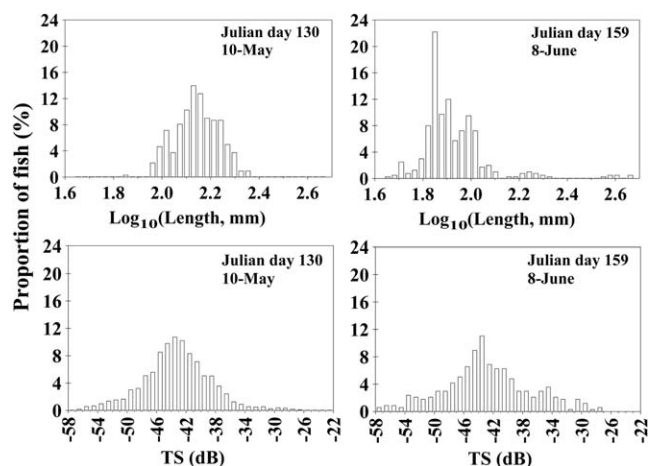 Proportion of fish (%)
24
20
16
12
8
4
0
Julian day 130
10-May
1.6 1.8 2.0 2.2 2.4 2.6
Log10(Length, mm)
24
20
16
12
8
4
0
Julian day 159
8-June
1.6 1.8 2.0 2.2 2.4 2.6
Log10(Length, mm)
24
20
16
12
8
4
0
Julian day 130
10-May
-58 -54 -50 -46 -42 -38 -34 -30 -26 -22
TS (dB)
24
20
16
12
8
4
0
Julian day 159
8-June
-58 -54 -50 -46 -42 -38 -34 -30 -26 -22
TS (dB)